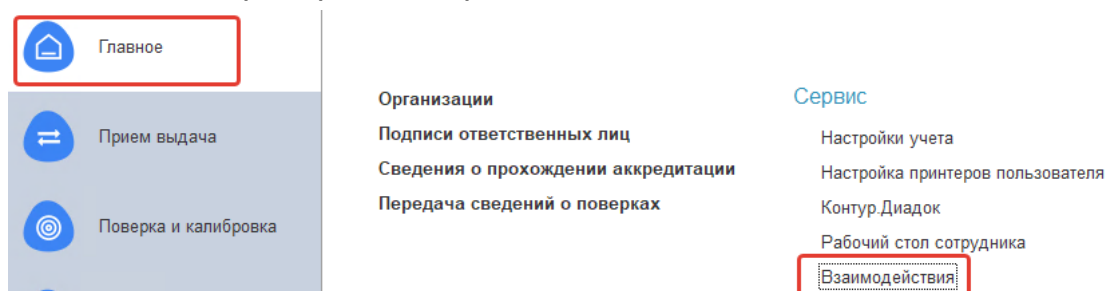 Главное
Прием выдача
Поверка и калибровка
Организации
Подписи ответственных лиц
Сведения о прохождении аккредитации
Передача сведений о поверках
Сервис
Настройки учета
Настройка принтеров пользователя
Контур.Диадок
Рабочий стол сотрудника
Взаимодействия